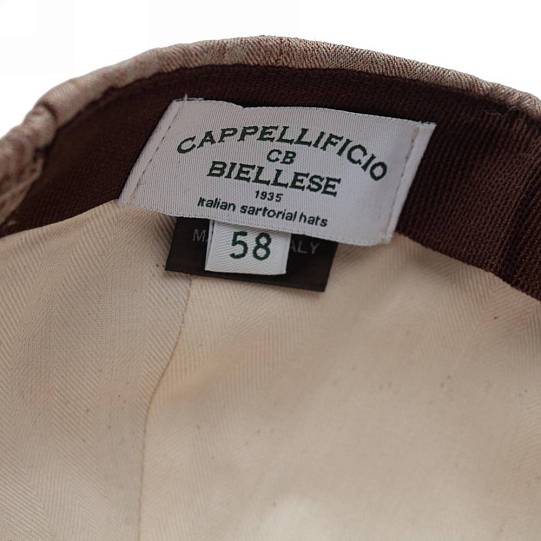 CAPPELLIFICIO
CB
BIELLESE
1935
Italian sartorial hats
58